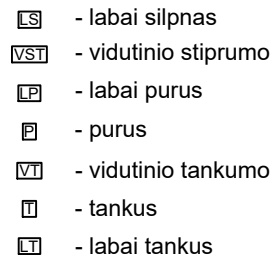 LS - labai silpnas
VST - vidutinio stiprumo
LP - labai purus
P - purus
VT - vidutinio tankumo
T - tankus
LT - labai tankus